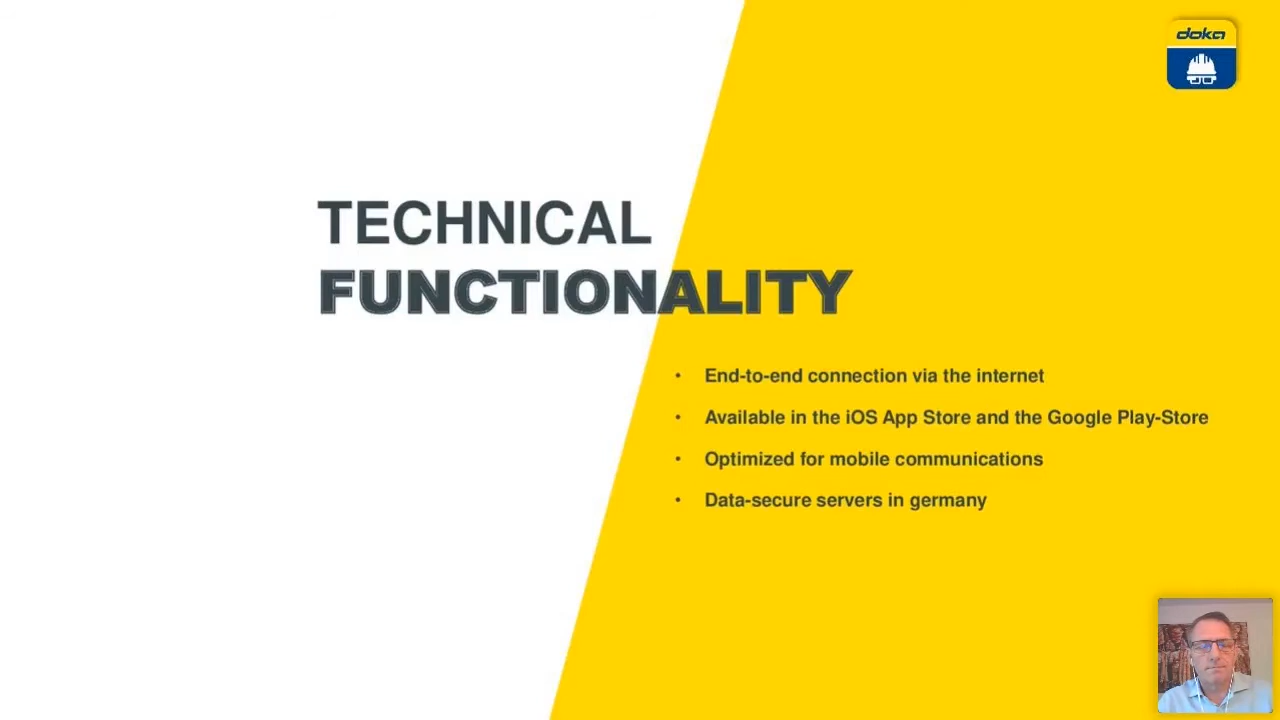 doka
TECHNICAL
FUNCTIONALITY
• End-to-end connection via the internet
• Available in the iOS App Store and the Google Play-Store
• Optimized for mobile communications
• Data-secure servers in germany